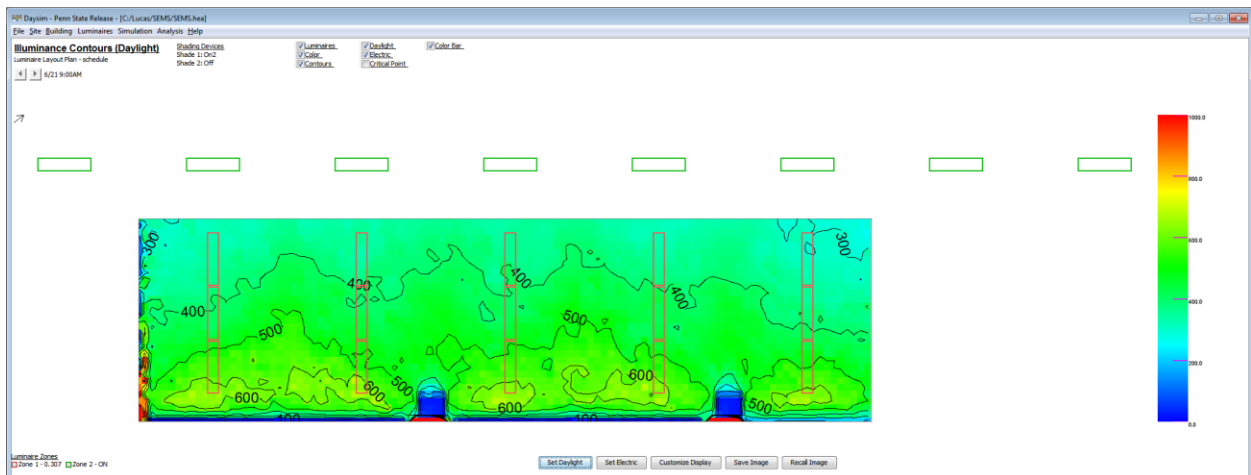 Daysim - Penn State Release - [C:/Lucas/SEMS/SEMS.hea]
File Site Building Luminaires Simulation Analysis Help
Illuminance Contours (Daylight)
Luminaire Layout Plan - schedule
6/21 9:00AM
Shading Devices
Shade 1: On2
Shade 2: Off
Luminaires Daylight Color Bar
Color Electric
Contours Critical Point
1000.0
800.0
600.0
400.0
200.0
0.0
300
300
400
400
400
400
500
500
500
500
600
600
600
600
100
100
Luminaire Zones
Zone 1 - 0.307 Zone 2 - ON
Set Daylight Set Electric Customize Display Save Image Recall Image